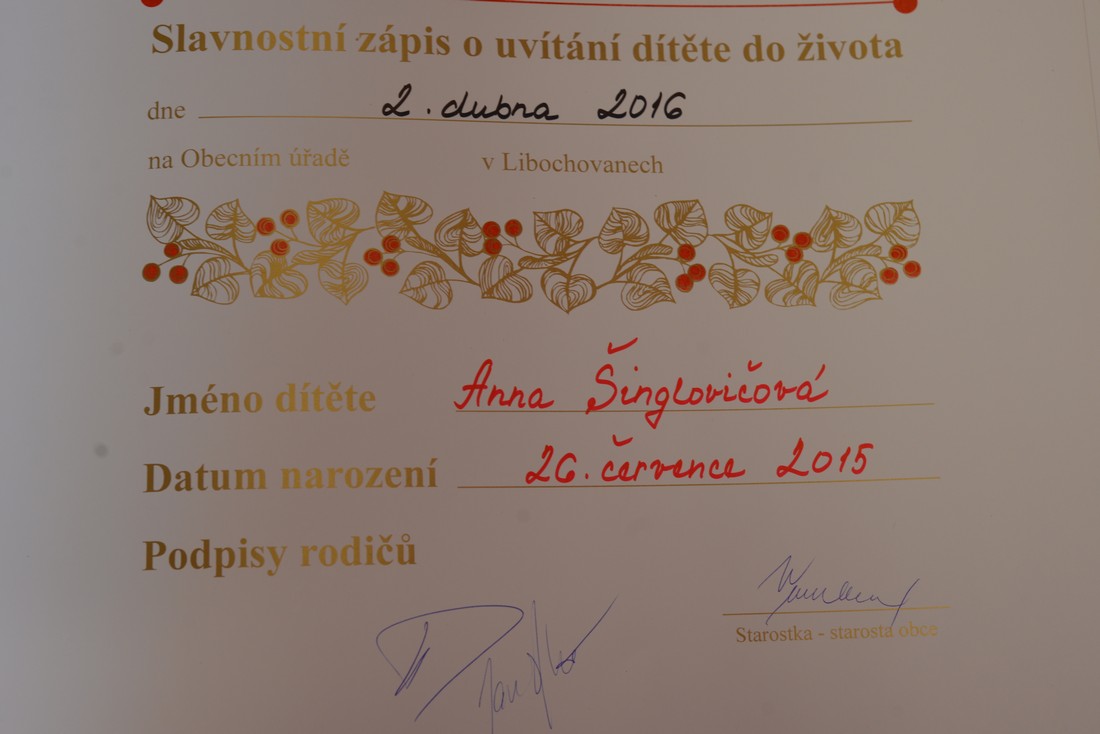 Slavnostní zápis o uvítání dítěte do života
dne 2. dubna 2016
na Obecním úřadě v Libochovanech
Jméno dítěte Anna Šinglovičová
Datum narození 26. července 2015
Podpisy rodičů
Starostka - starosta obce